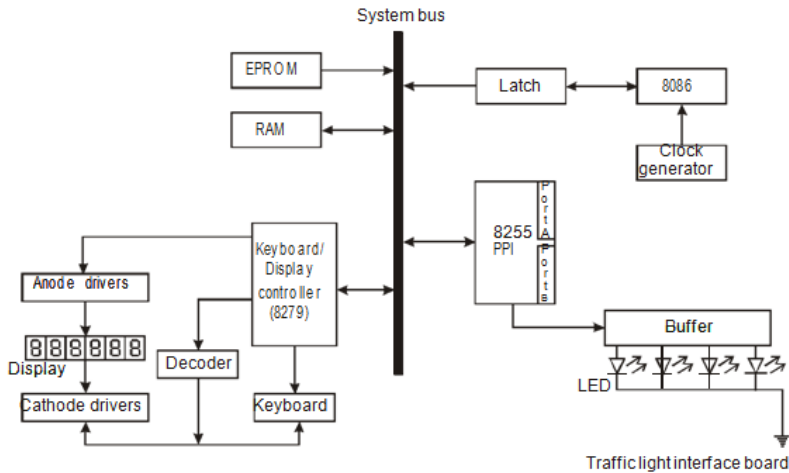 System bus
EPROM
Latch
8086
RAM
Clock
generator
8255
PPI
Port A
Ports
Keyboard/
Display
controller
(8279)
Anode drivers
888888
Display
Decoder
Cathode drivers
Keyboard
Buffer
LED
Traffic light interface board